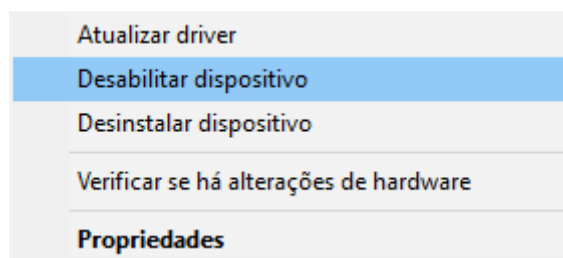 Atualizar driver
Desabilitar dispositivo
Desinstalar dispositivo
Verificar se há alterações de hardware
Propriedades